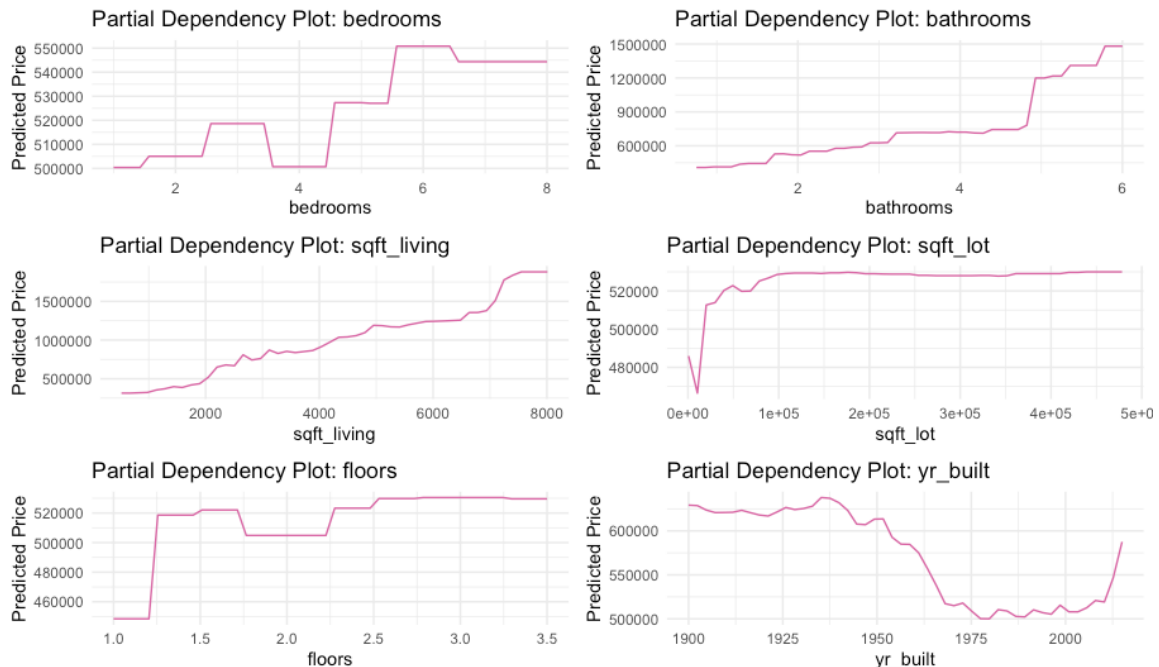 Partial Dependency Plot: bedrooms
Predicted Price
550000
540000
530000
520000
510000
500000
2 4 6 8
bedrooms
Partial Dependency Plot: bathrooms
Predicted Price
1500000
1200000
900000
600000
2 4 6
bathrooms
Partial Dependency Plot: sqft_living
Predicted Price
1500000
1000000
500000
2000 4000 6000 8000
sqft_living
Partial Dependency Plot: sqft_lot
Predicted Price
520000
500000
480000
0e+00 1e+05 2e+05 3e+05 4e+05 5e+0
sqft_lot
Partial Dependency Plot: floors
Predicted Price
520000
500000
480000
460000
1.0 1.5 2.0 2.5 3.0 3.5
floors
Partial Dependency Plot: yr_built
Predicted Price
600000
550000
500000
1900 1925 1950 1975 2000
yr_built